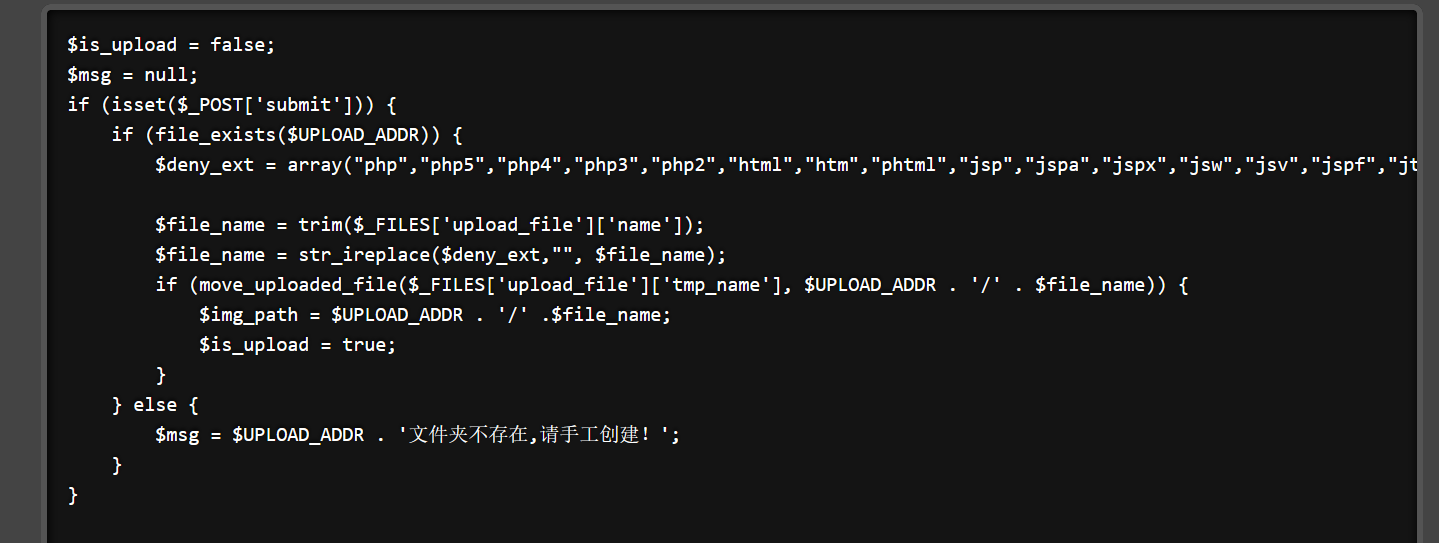 $is_upload = false;
$msg = null;
if (isset($_POST['submit'])) {
    if (file_exists($UPLOAD_ADDR)) {
        $deny_ext = array("php","php5","php4","php3","php2","html","htm","phtml","jsp","jspa","jspx","jsw","jsv","jspf","jt
        $file_name = trim($_FILES['upload_file']['name']);
        $file_name = str_ireplace($deny_ext,"", $file_name);
        if (move_uploaded_file($_FILES['upload_file']['tmp_name'], $UPLOAD_ADDR . '/' . $file_name)) {
            $img_path = $UPLOAD_ADDR . '/' .$file_name;
            $is_upload = true;
        }
    } else {
        $msg = $UPLOAD_ADDR . '文件夹不存在,请手工创建！';
    }
}